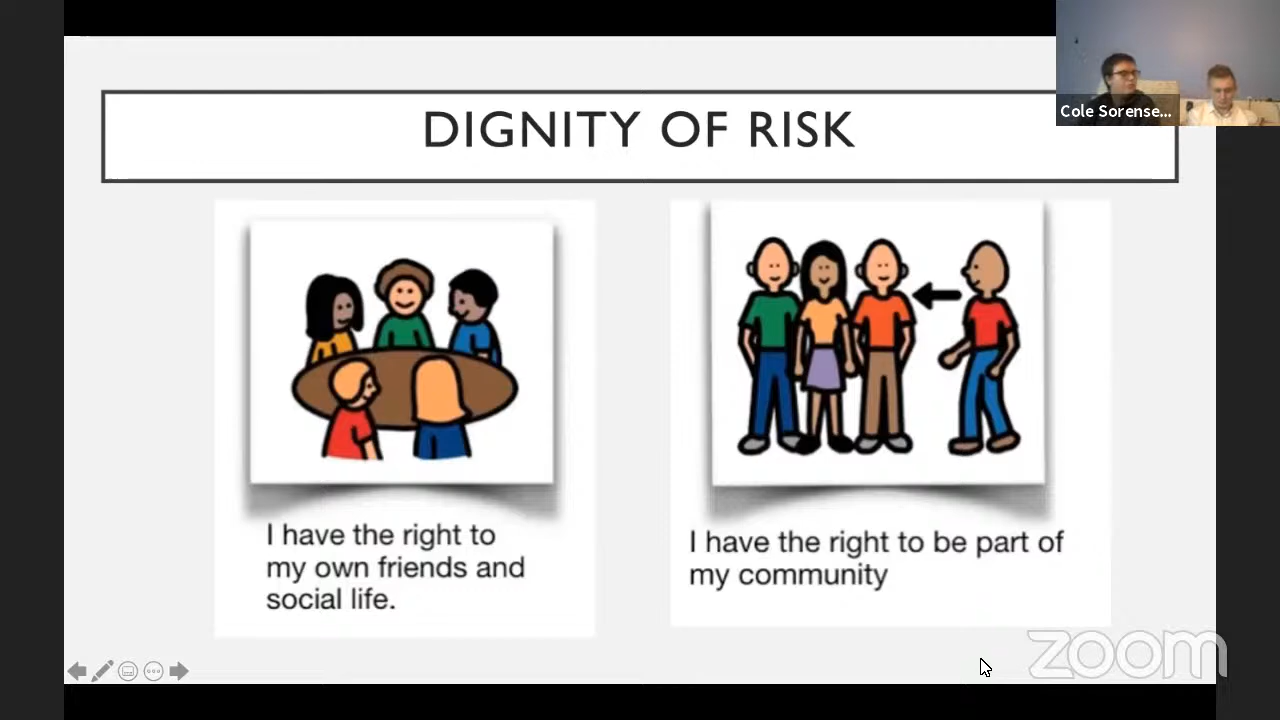 DIGNITY OF RISK
Cole Sorense...
I have the right to
my own friends and
social life.
I have the right to be part of
my community
zoom